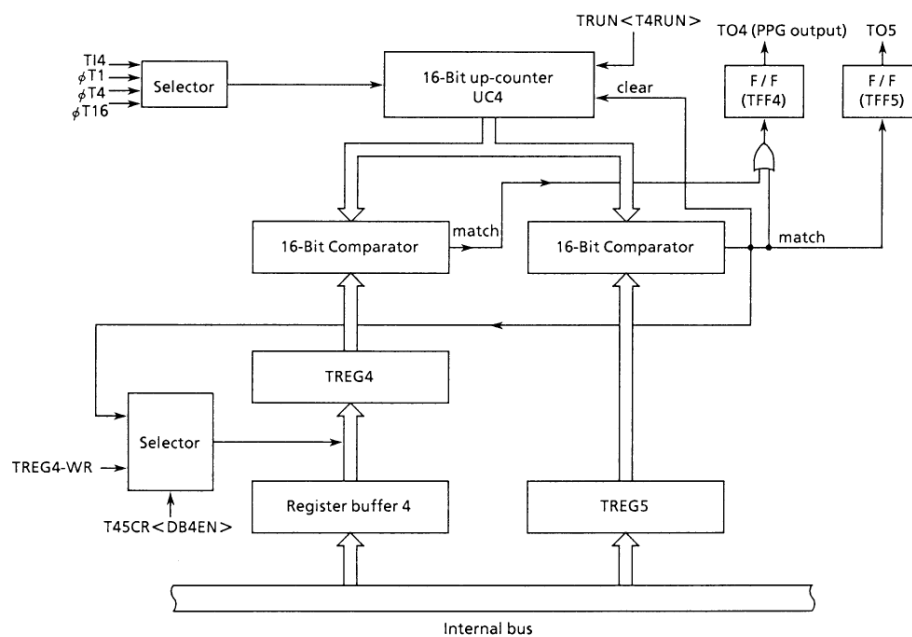 TRUN<T4RUN>
TO4 (PPG output)
TO5
TI4
φT1
φT4
φT16
Selector
16-Bit up-counter
UC4
clear
F / F
(TFF4)
F / F
(TFF5)
16-Bit Comparator
match
16-Bit Comparator
match
TREG4
Selector
TREG4-WR
T45CR<DB4EN>
Register buffer 4
TREG5
Internal bus